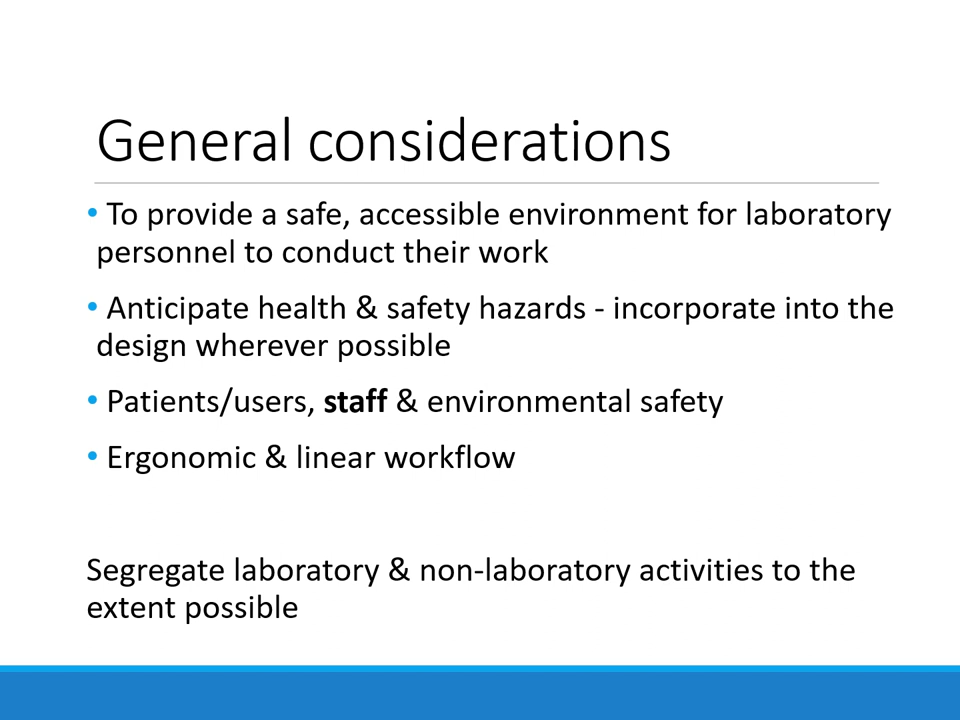 General considerations
• To provide a safe, accessible environment for laboratory
personnel to conduct their work
• Anticipate health & safety hazards - incorporate into the
design wherever possible
• Patients/users, staff & environmental safety
• Ergonomic & linear workflow
Segregate laboratory & non-laboratory activities to the
extent possible